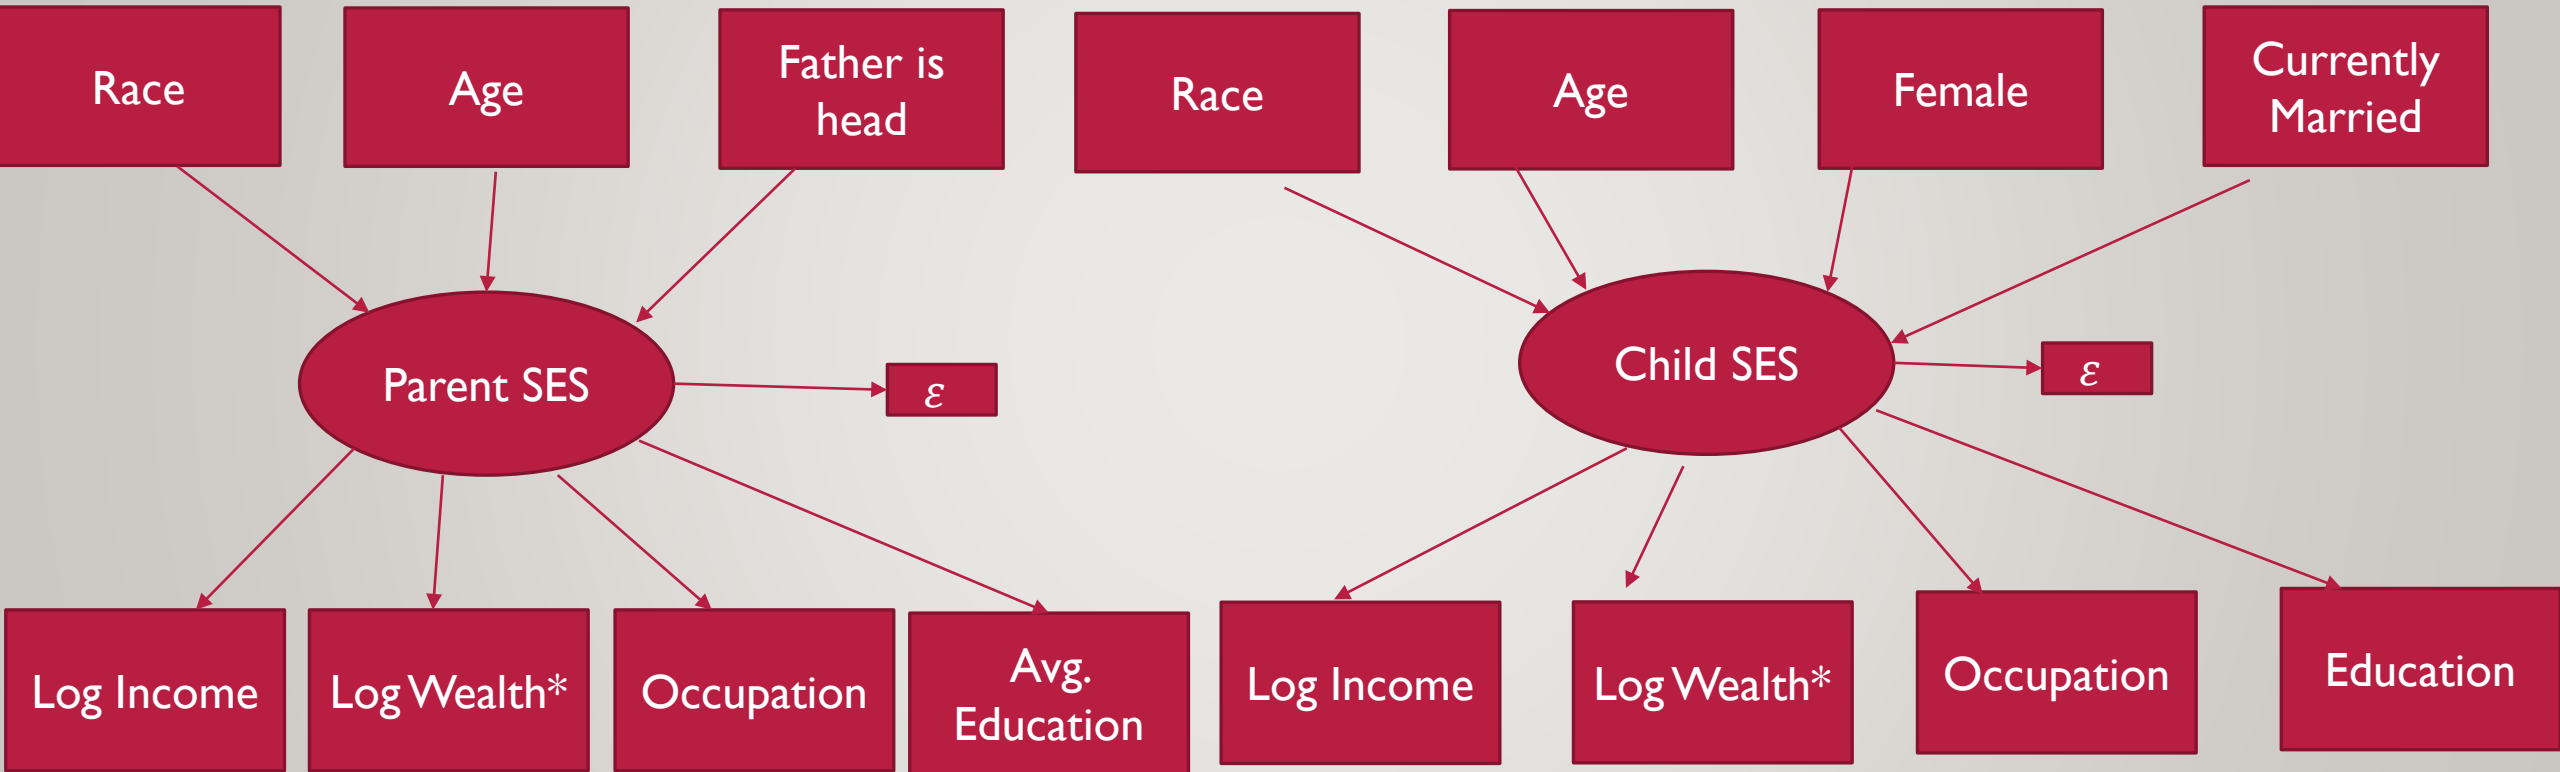 Race
Age
Father is
head
Race
Age
Female
Currently
Married
Parent SES
ε
Child SES
ε
Log Income
Log Wealth*
Occupation
Avg.
Education
Log Income
Log Wealth*
Occupation
Education